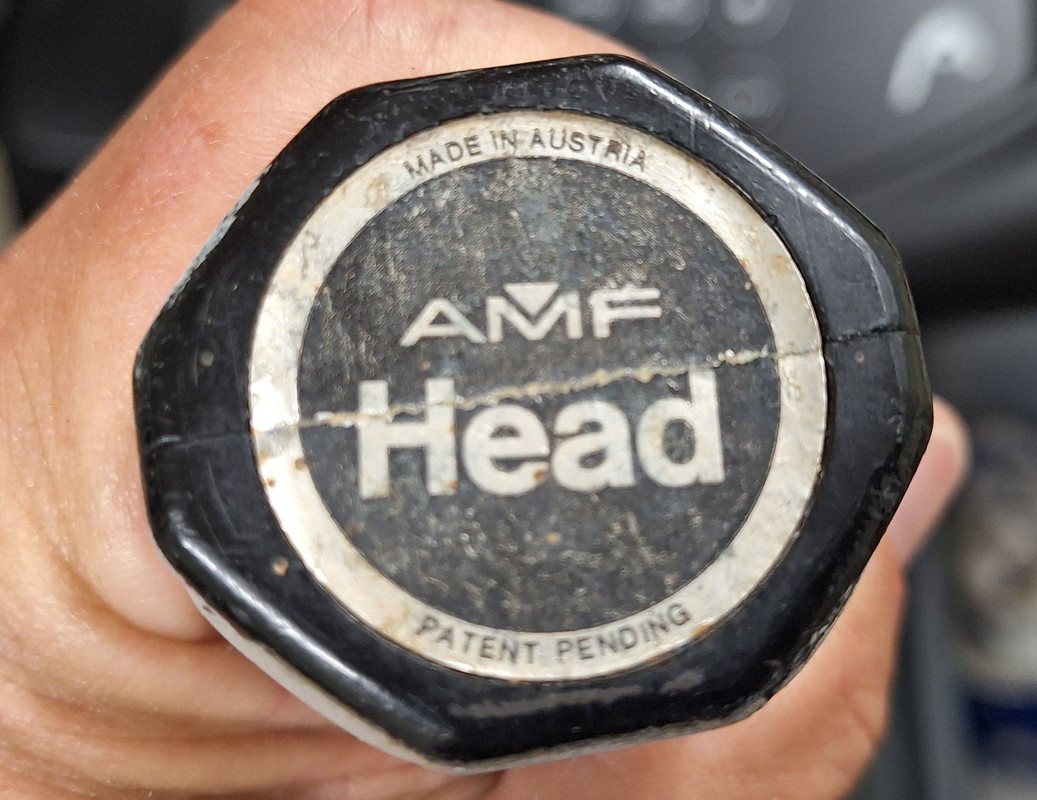 MADE IN AUSTRIA
AMF
Head
PATENT PENDING